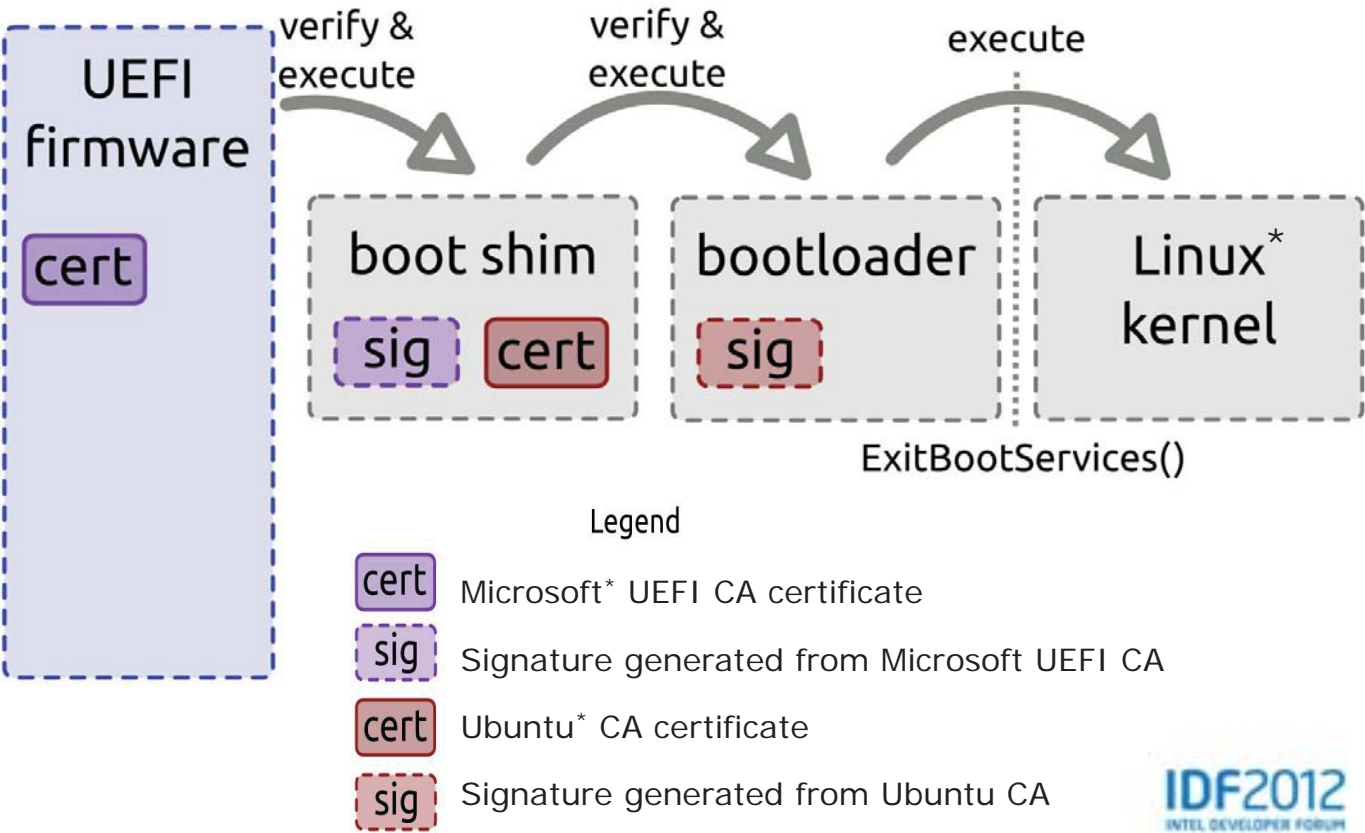 verify &
execute
verify &
execute
execute
UEFI
firmware
cert
boot shim
sig
cert
bootloader
sig
Linux*
kernel
ExitBootServices()
Legend
cert Microsoft* UEFI CA certificate
sig Signature generated from Microsoft UEFI CA
cert Ubuntu* CA certificate
sig Signature generated from Ubuntu CA
IDF2012
INTEL DEVELOPER FORUM